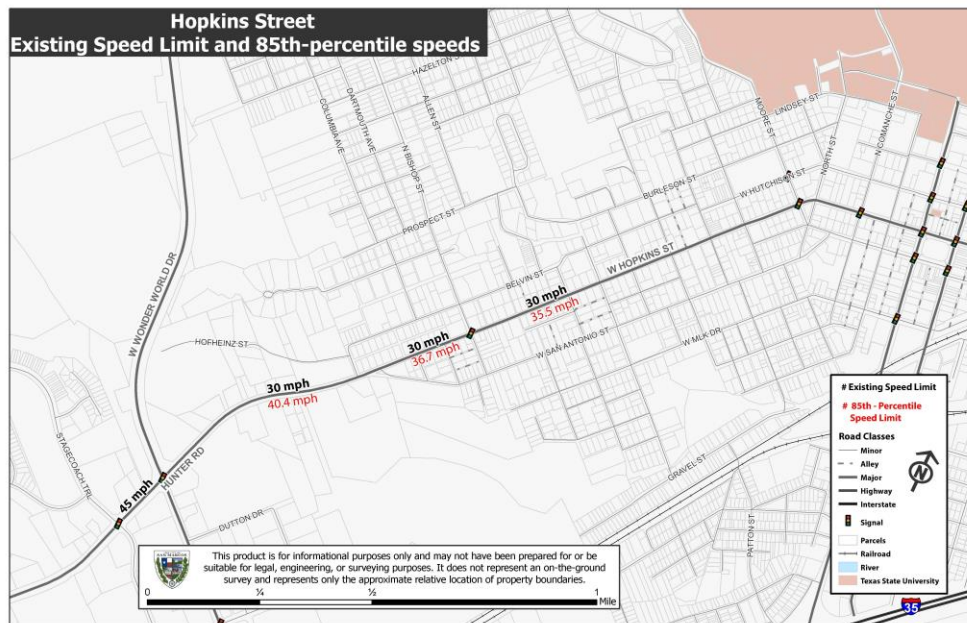 Hopkins Street
Existing Speed Limit and 85th-percentile speeds
COLUMBIA AVE
DARTMOUTH AVE
ALLEN ST
N BISHOP ST
PROSPECT ST
MOORE ST
LINDSEY ST
NORTH ST
N COMANCHE ST
BURLESON ST
W HUTCHISON ST
W HOPKINS ST
BELVIN ST
W WONDER WORLD DR
30 mph
35.5 mph
30 mph
36.7 mph
W SAN ANTONIO ST
W MLK DR
HOFHEINZ ST
30 mph
40.4 mph
STAGECOACH TRL
45 mph
HUNTER RD
DUTTON DR
GRAVEL ST
PATTON ST
# Existing Speed Limit
# 85th - Percentile
Speed Limit
Road Classes
Minor
Alley
Major
Highway
Interstate
N
Signal
Parcels
Railroad
River
Texas State University
35
SAN MARCOS
This product is for informational purposes only and may not have been prepared for or be
suitable for legal, engineering, or surveying purposes. It does not represent an on-the-ground
survey and represents only the approximate relative location of property boundaries.
0 ¼ ½ 1
Mile